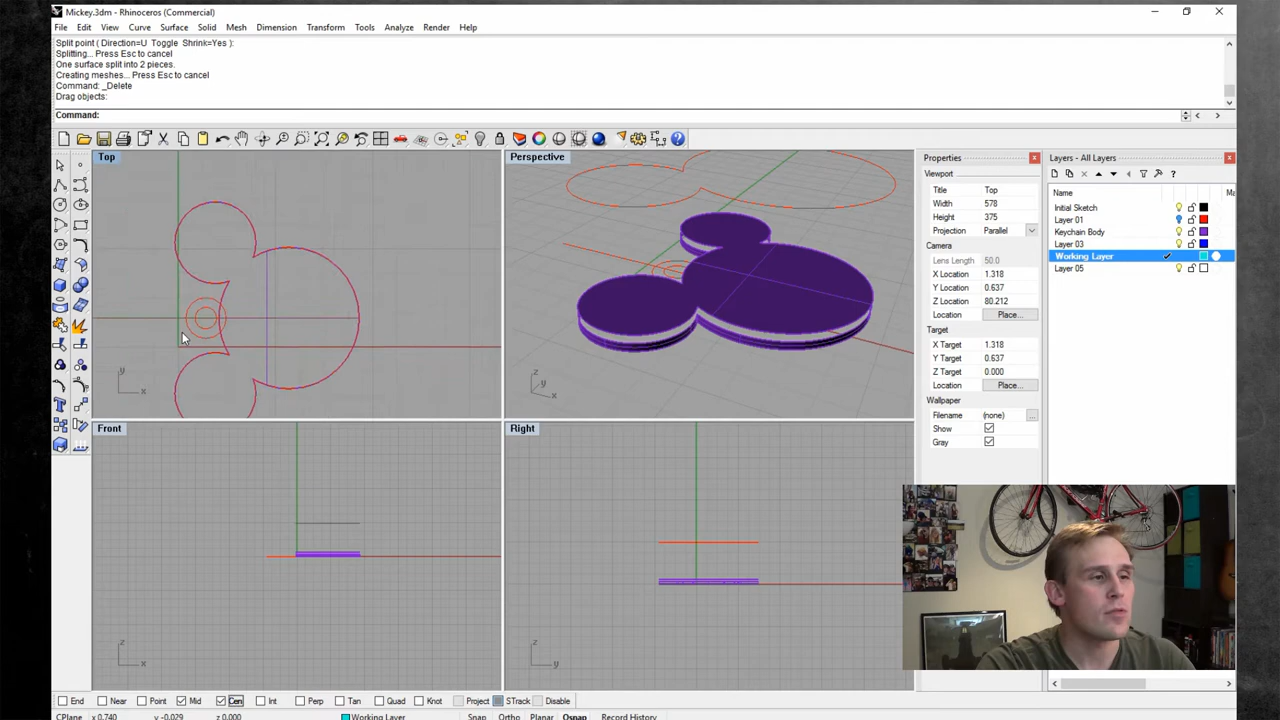 Mickey.3dm - Rhinoceros (Commercial)
File Edit View Curve Surface Solid Mesh Dimension Transform Tools Analyze Render Help
Split point ( Direction=U Toggle Shrink=Yes ):
Splitting... Press Esc to cancel
One surface split into 2 pieces.
Creating meshes... Press Esc to cancel
Command: _Delete
Drag objects:
Command:
Top
Perspective
Front
Right
y
x
z
y
x
z
x
z
y
Properties
Viewport
Title Top
Width 578
Height 375
Projection Parallel
Camera
Lens Length 50.0
X Location 1.318
Y Location 0.637
Z Location 80.212
Location Place...
Target
X Target 1.318
Y Target 0.637
Z Target 0.000
Location Place...
Wallpaper
Filename (none) ...
Show
Gray
Layers - All Layers
Name Ma
Initial Sketch
Layer 01
Keychain Body
Layer 03
Working Layer
Layer 05
End Near Point Mid Cen Int Perp Tan Quad Knot Project STrack Disable
CPlane x 0.740 y -0.029 z 0.000 Working Layer Snap Ortho Planar Osnap Record History